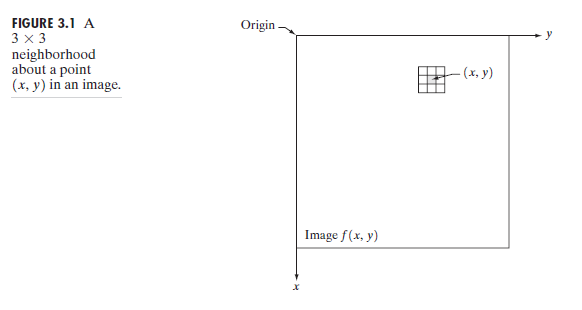 FIGURE 3.1 A
3 × 3
neighborhood
about a point
(x, y) in an image.
Origin
y
(x, y)
Image f(x, y)
x